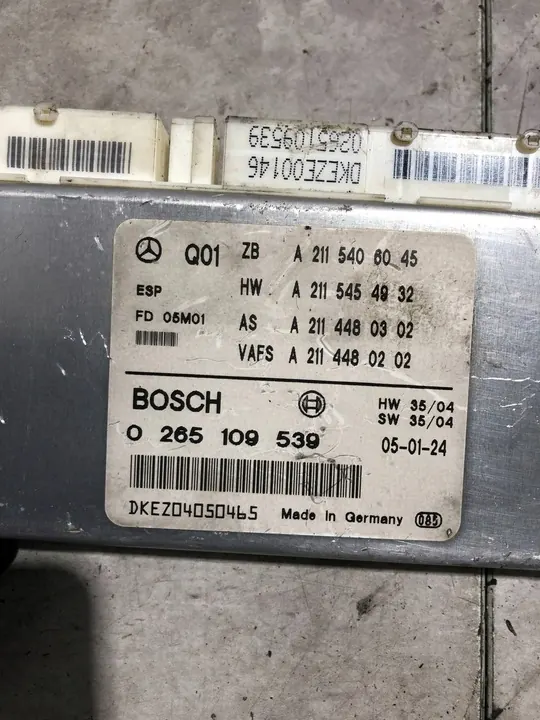 0265109539
DKEZE00146
Q01 ZB A 211 540 60 45
ESP HW A 211 545 49 32
FD 05M01 AS A 211 448 03 02
VAFS A 211 448 02 02
BOSCH HW 35/04
SW 35/04
0 265 109 539 05-01-24
DKEZ04050465 Made in Germany 085